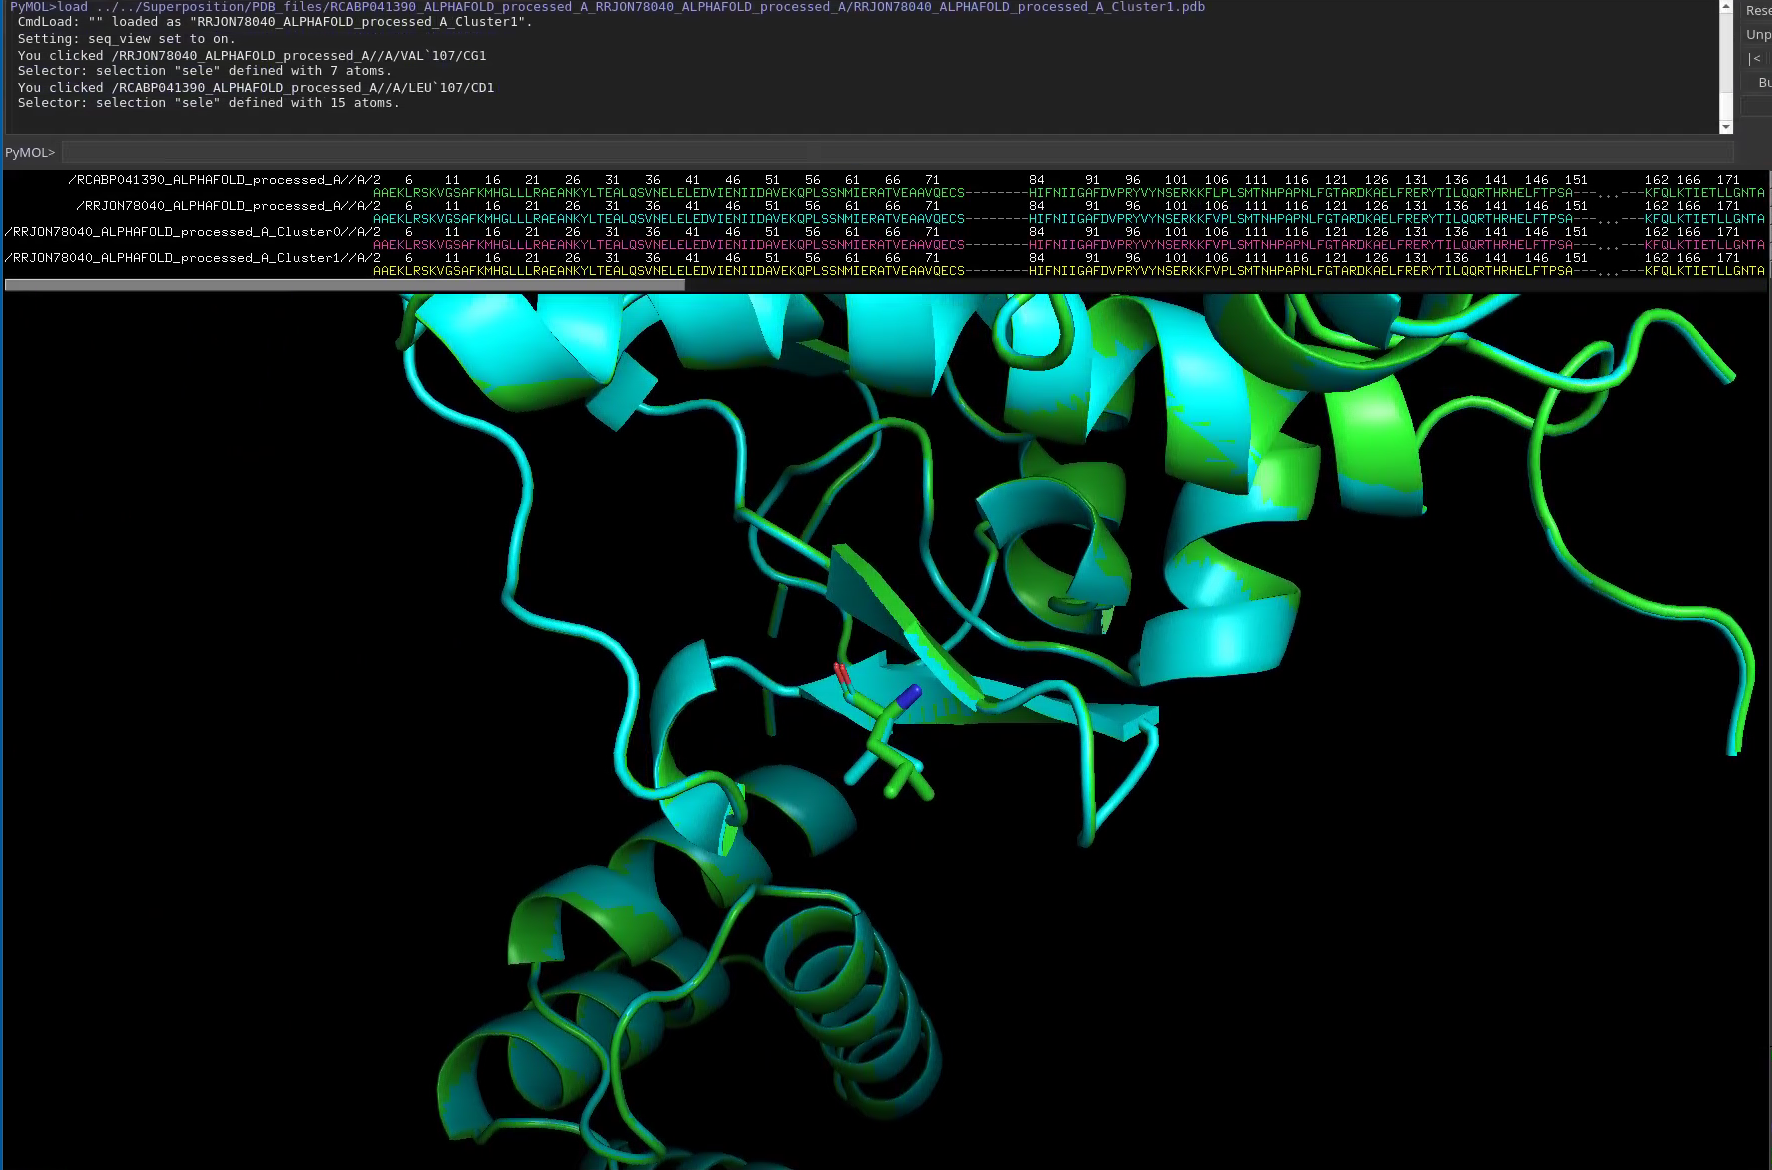 PyMOL>load ../../Superposition/PDB_files/RCABP041390_ALPHAFOLD_processed_A_RRJON78040_ALPHAFOLD_processed_A/RRJON78040_ALPHAFOLD_processed_A_Cluster1.pdb
CmdLoad: "" loaded as "RRJON78040_ALPHAFOLD_processed_A_Cluster1".
Setting: seq_view set to on.
You clicked /RRJON78040_ALPHAFOLD_processed_A//A/VAL`107/CG1
Selector: selection "sele" defined with 7 atoms.
You clicked /RCABP041390_ALPHAFOLD_processed_A//A/LEU`107/CD1
Selector: selection "sele" defined with 15 atoms.
Rese
Unp
|<
Bu
PyMOL>
/RCABP041390_ALPHAFOLD_processed_A//A/2 6 11 16 21 26 31 36 41 46 51 56 61 66 71 84 91 96 101 106 111 116 121 126 131 136 141 146 151 162 166 171
AAEKLRSKVGSAFKMHGLLLRAEANKYLTEALQSVNELELEDVIENIIDAVEKQPLSSNMIERATVEAAVQECS--------HIFNIIGAFDVPRYVYNSERKKFLPLSMTNHPAPNLFGTARDKAELFRERYTILQQRTHRHELFTPSA---...---KFQLKTIETLLGNTA
/RRJON78040_ALPHAFOLD_processed_A//A/2 6 11 16 21 26 31 36 41 46 51 56 61 66 71 84 91 96 101 106 111 116 121 126 131 136 141 146 151 162 166 171
AAEKLRSKVGSAFKMHGLLLRAEANKYLTEALQSVNELELEDVIENIIDAVEKQPLSSNMIERATVEAAVQECS--------HIFNIIGAFDVPRYVYNSERKKFVPLSMTNHPAPNLFGTARDKAELFRERYTILQQRTHRHELFTPSA---...---KFQLKTIETLLGNTA
/RRJON78040_ALPHAFOLD_processed_A_Cluster0//A/2 6 11 16 21 26 31 36 41 46 51 56 61 66 71 84 91 96 101 106 111 116 121 126 131 136 141 146 151 162 166 171
AAEKLRSKVGSAFKMHGLLLRAEANKYLTEALQSVNELELEDVIENIIDAVEKQPLSSNMIERATVEAAVQECS--------HIFNIIGAFDVPRYVYNSERKKFVPLSMTNHPAPNLFGTARDKAELFRERYTILQQRTHRHELFTPSA---...---KFQLKTIETLLGNTA
/RRJON78040_ALPHAFOLD_processed_A_Cluster1//A/2 6 11 16 21 26 31 36 41 46 51 56 61 66 71 84 91 96 101 106 111 116 121 126 131 136 141 146 151 162 166 171
AAEKLRSKVGSAFKMHGLLLRAEANKYLTEALQSVNELELEDVIENIIDAVEKQPLSSNMIERATVEAAVQECS--------HIFNIIGAFDVPRYVYNSERKKFVPLSMTNHPAPNLFGTARDKAELFRERYTILQQRTHRHELFTPSA---...---KFQLKTIETLLGNTA